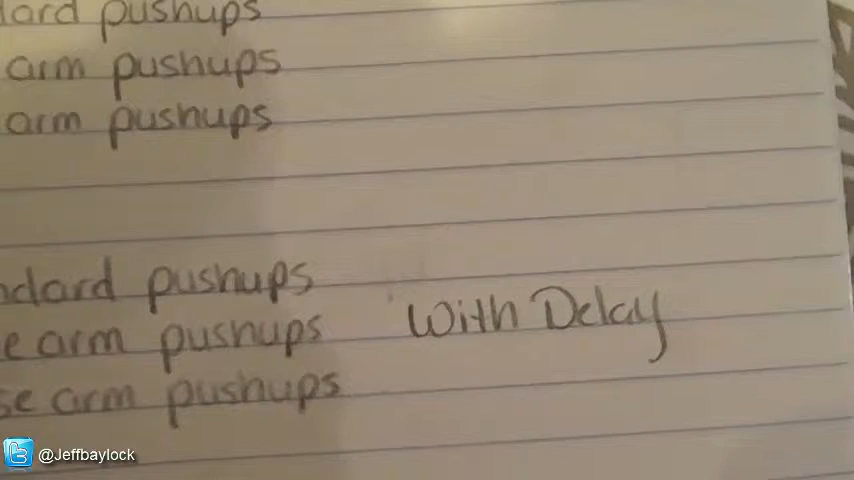 dard pushups
arm pushups
arm pushups
ndard pushups
e arm pushups With Delay
se arm pushups
@Jeffbaylock